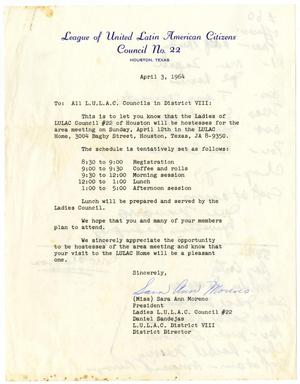 League of United Latin American Citizens
Council No. 22
HOUSTON, TEXAS
April 3, 1964
To: All L.U.L.A.C. Councils in District VIII:
This is to let you know that the Ladies of
LULAC Council #22 of Houston will be hostesses for the
area meeting on Sunday, April 12th in the LULAC
Home, 3004 Bagby Street, Houston, Texas, JA 8-9350.
The schedule is tentatively set as follows:
8:30 to 9:00 Registration
9:00 to 9:30 Coffee and rolls
9:30 to 12:00 Morning session
12:00 to 1:00 Lunch
1:00 to 5:00 Afternoon session
Lunch will be prepared and served by the
Ladies Council.
We hope that you and many of your members
plan to attend.
We sincerely appreciate the opportunity
to be hostesses of the area meeting and know that
your visit to the LULAC Home will be a pleasant
one.
Sincerely,
Sara Ann Moreno
(Miss) Sara Ann Moreno
President
Ladies L.U.L.A.C. Council #22
Daniel Sandejas
L.U.L.A.C. District VIII
District Director